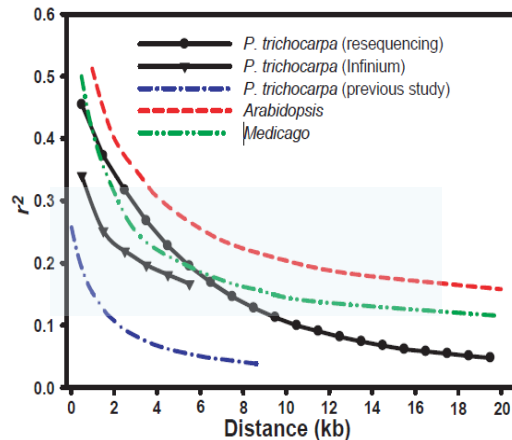 0.6
0.5
0.4
0.3
0.2
0.1
0.0
r²
P. trichocarpa (resequencing)
P. trichocarpa (Infinium)
P. trichocarpa (previous study)
Arabidopsis
Medicago
0 2 4 6 8 10 12 14 16 18 20
Distance (kb)